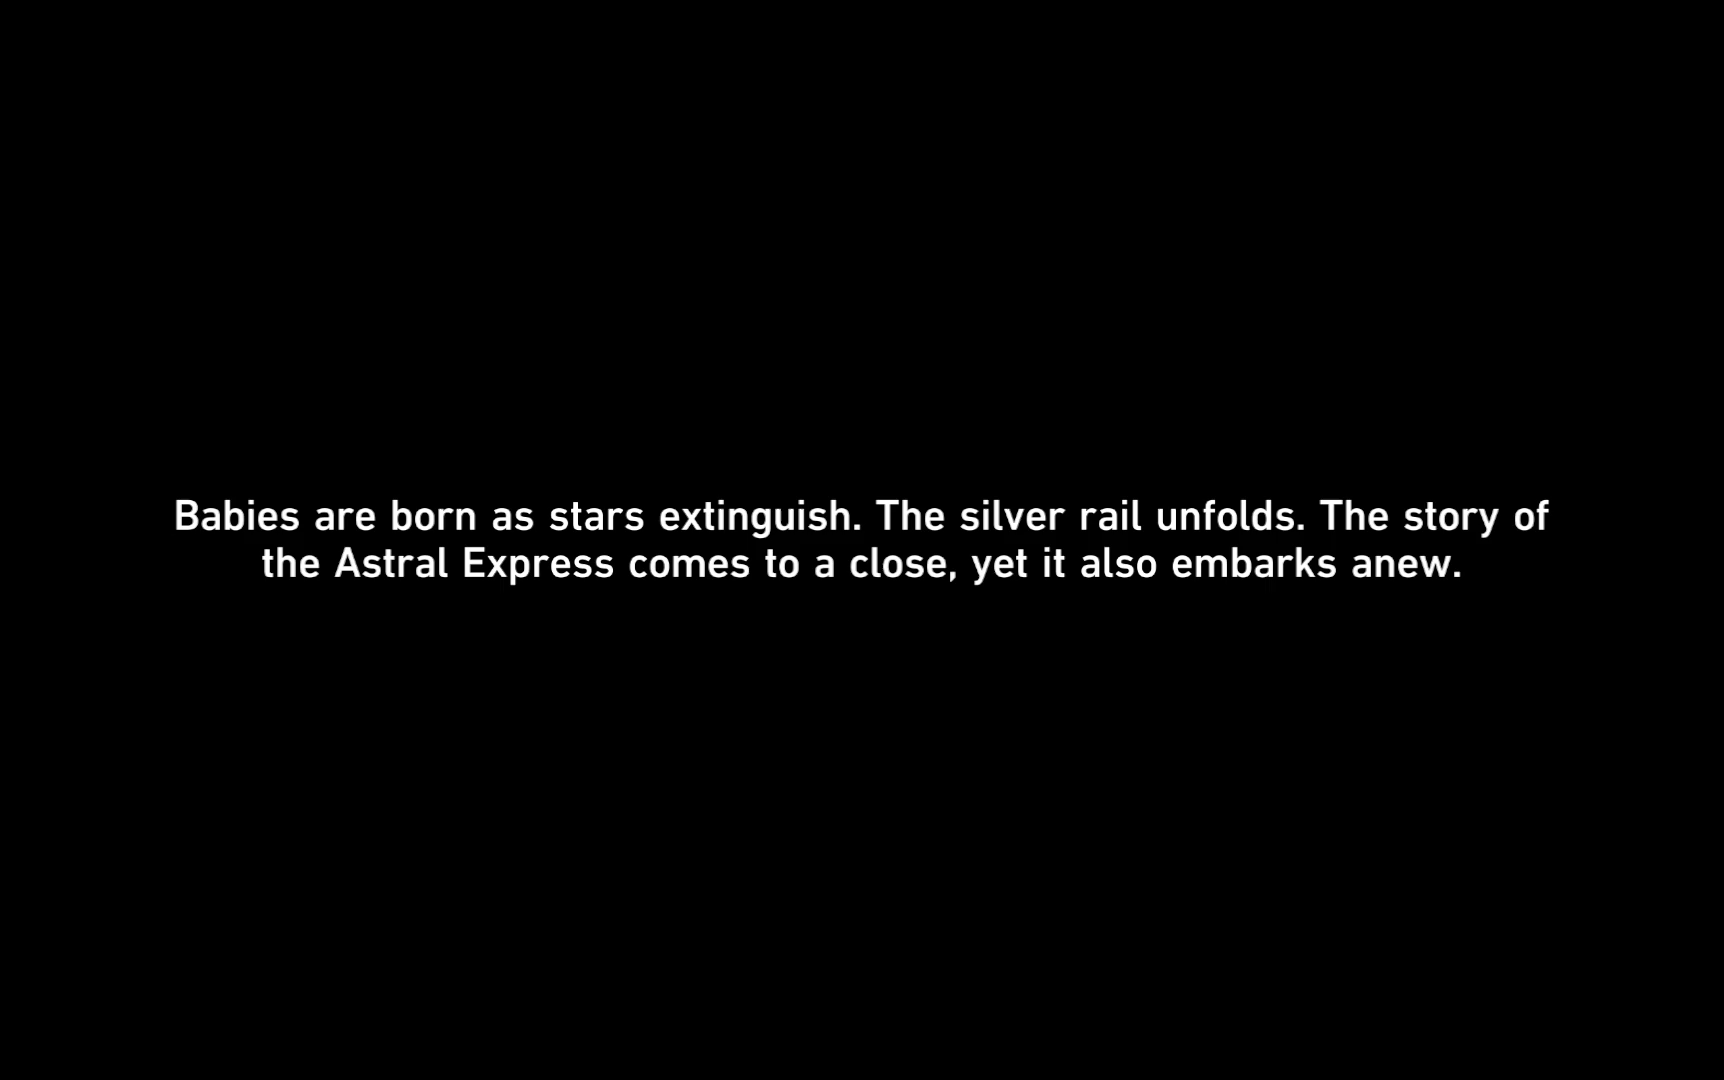 Babies are born as stars extinguish. The silver rail unfolds. The story of
the Astral Express comes to a close, yet it also embarks anew.